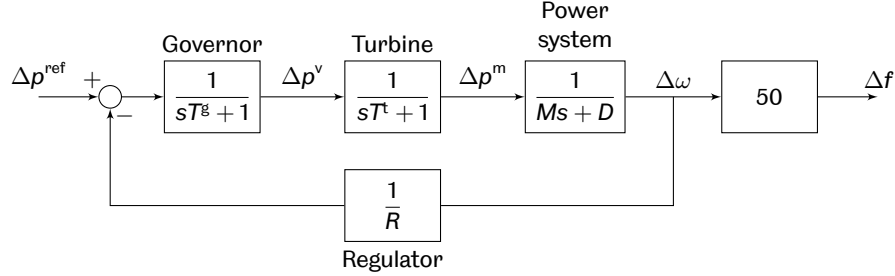 Power
system
Governor
Turbine
Δp^ref
+
−
1
sT^g + 1
Δp^v
1
sT^t + 1
Δp^m
1
Ms + D
Δω
50
Δf
1
R
Regulator